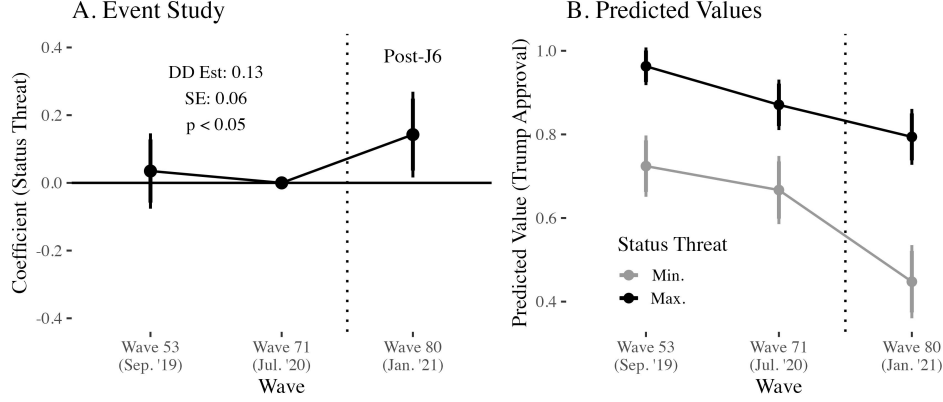 A. Event Study
Coefficient (Status Threat)
0.4
0.2
0.0
-0.2
-0.4
DD Est: 0.13
SE: 0.06
p < 0.05
Post-J6
Wave 53
(Sep. '19)
Wave 71
(Jul. '20)
Wave 80
(Jan. '21)
Wave
B. Predicted Values
Predicted Value (Trump Approval)
1.0
0.8
0.6
0.4
Status Threat
Min.
Max.
Wave 53
(Sep. '19)
Wave 71
(Jul. '20)
Wave 80
(Jan. '21)
Wave